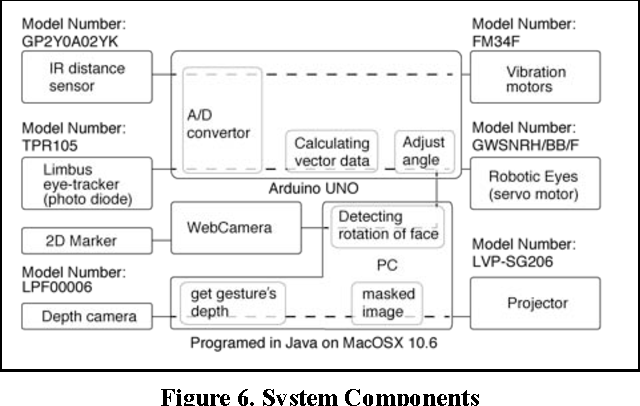 Model Number:
GP2Y0A02YK
IR distance
sensor
Model Number:
TPR105
Limbus
eye-tracker
(photo diode)
2D Marker
Model Number:
LPF00006
Depth camera
A/D
convertor
Calculating
vector data
Adjust
angle
Arduino UNO
WebCamera
Detecting
rotation of face
PC
get gesture's
depth
masked
image
Programed in Java on MacOSX 10.6
Model Number:
FM34F
Vibration
motors
Model Number:
GWSNRH/BB/F
Robotic Eyes
(servo motor)
Model Number:
LVP-SG206
Projector
Figure 6. System Components